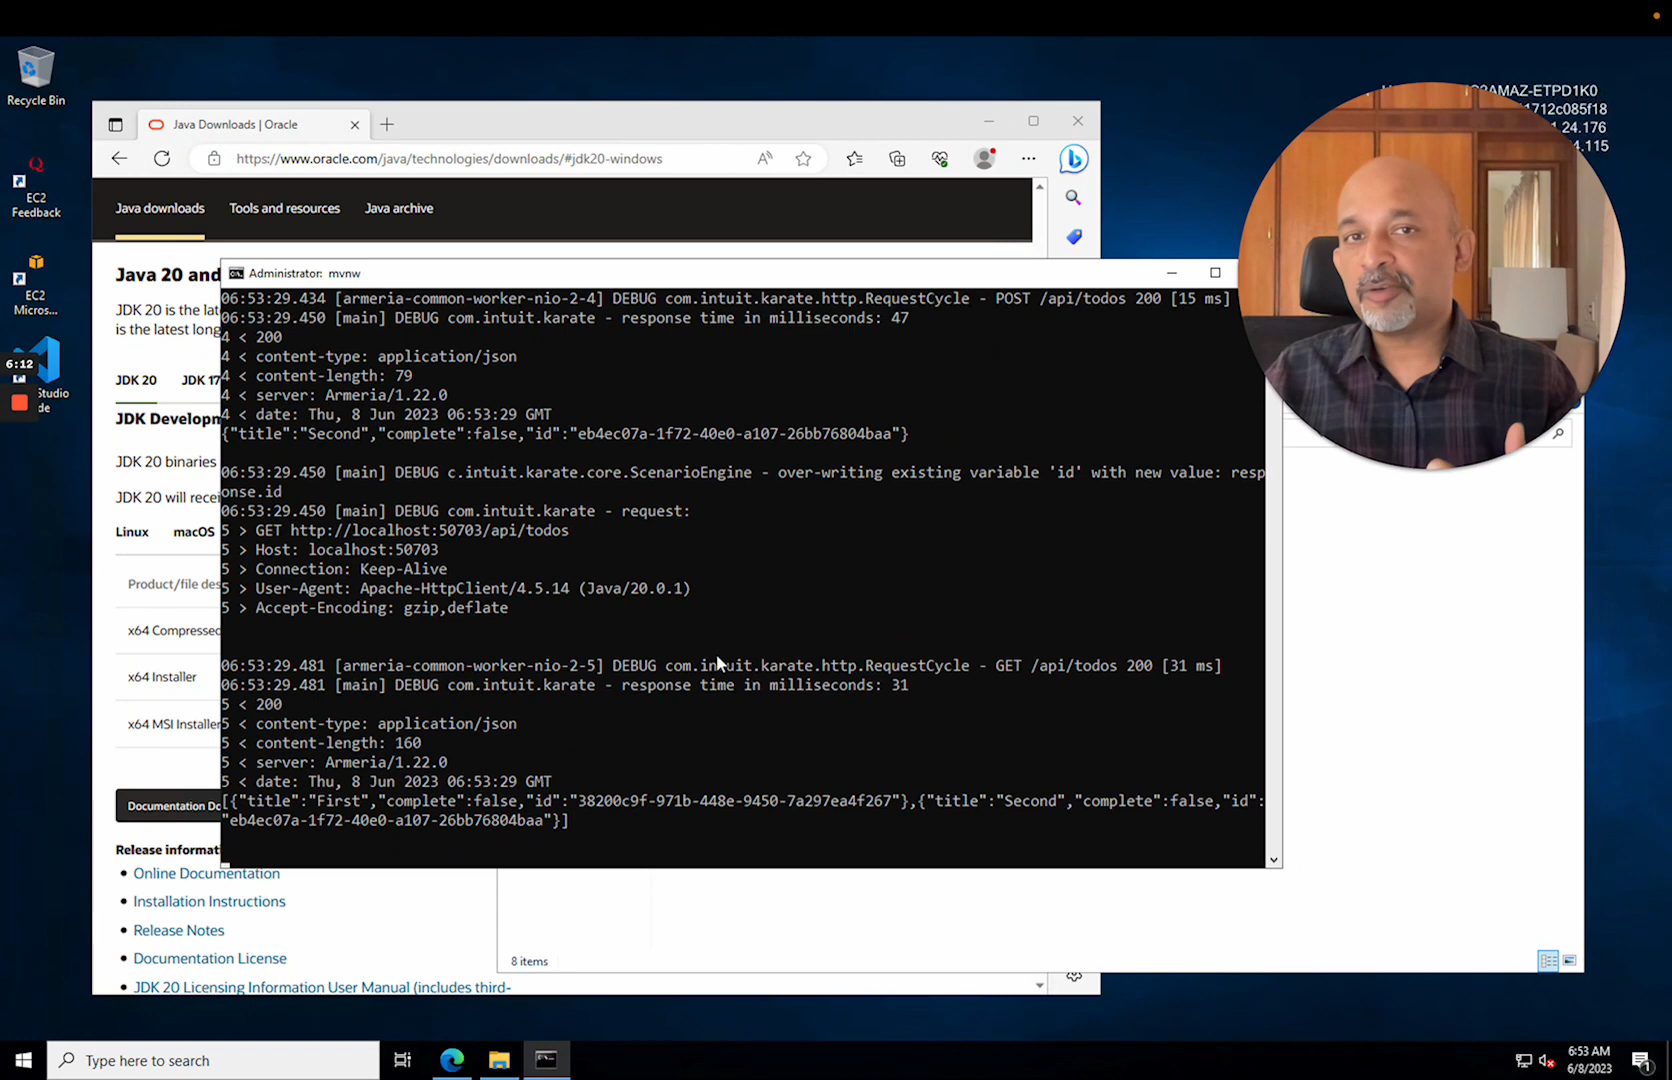 Recycle Bin
EC2
Feedback
EC2
Micros...
6:12
Studio
de
Java Downloads | Oracle
https://www.oracle.com/java/technologies/downloads/#jdk20-windows
Java downloads
Tools and resources
Java archive
Java 20 and
JDK 20 is the lat
is the latest long
JDK 20
JDK 17
JDK Developm
JDK 20 binaries
JDK 20 will recei
Linux
macOS
Product/file des
x64 Compressed
x64 Installer
x64 MSI Installer
Documentation Do
Release informat
Online Documentation
Installation Instructions
Release Notes
Documentation License
JDK 20 Licensing Information User Manual (includes third-
Administrator: mvnw
06:53:29.434 [armeria-common-worker-nio-2-4] DEBUG com.intuit.karate.http.RequestCycle - POST /api/todos 200 [15 ms]
06:53:29.450 [main] DEBUG com.intuit.karate - response time in milliseconds: 47
4 < 200
4 < content-type: application/json
4 < content-length: 79
4 < server: Armeria/1.22.0
4 < date: Thu, 8 Jun 2023 06:53:29 GMT
{"title":"Second","complete":false,"id":"eb4ec07a-1f72-40e0-a107-26bb76804baa"}
06:53:29.450 [main] DEBUG c.intuit.karate.core.ScenarioEngine - over-writing existing variable 'id' with new value: resp
onse.id
06:53:29.450 [main] DEBUG com.intuit.karate - request:
5 > GET http://localhost:50703/api/todos
5 > Host: localhost:50703
5 > Connection: Keep-Alive
5 > User-Agent: Apache-HttpClient/4.5.14 (Java/20.0.1)
5 > Accept-Encoding: gzip,deflate
06:53:29.481 [armeria-common-worker-nio-2-5] DEBUG com.intuit.karate.http.RequestCycle - GET /api/todos 200 [31 ms]
06:53:29.481 [main] DEBUG com.intuit.karate - response time in milliseconds: 31
5 < 200
5 < content-type: application/json
5 < content-length: 160
5 < server: Armeria/1.22.0
5 < date: Thu, 8 Jun 2023 06:53:29 GMT
[{"title":"First","complete":false,"id":"38200c9f-971b-448e-9450-7a297ea4f267"},{"title":"Second","complete":false,"id":
"eb4ec07a-1f72-40e0-a107-26bb76804baa"}]
2AMAZ-ETPD1K0
1712c085f18
1.24.176
.115
8 items
Type here to search
6:53 AM
6/8/2023
1